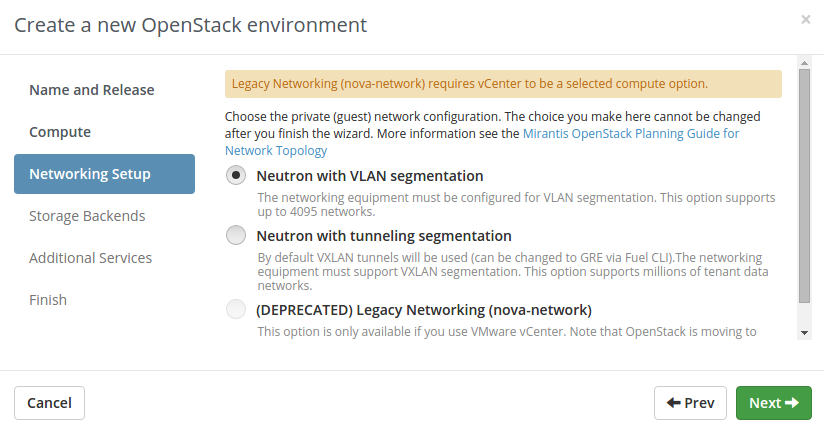 Create a new OpenStack environment
×
Name and Release
Compute
Networking Setup
Storage Backends
Additional Services
Finish
Legacy Networking (nova-network) requires vCenter to be a selected compute option.
Choose the private (guest) network configuration. The choice you make here cannot be changed
after you finish the wizard. More information see the Mirantis OpenStack Planning Guide for
Network Topology
Neutron with VLAN segmentation
The networking equipment must be configured for VLAN segmentation. This option supports
up to 4095 networks.
Neutron with tunneling segmentation
By default VXLAN tunnels will be used (can be changed to GRE via Fuel CLI).The networking
equipment must support VXLAN segmentation. This option supports millions of tenant data
networks.
(DEPRECATED) Legacy Networking (nova-network)
This option is only available if you use VMware vCenter. Note that OpenStack is moving to
Cancel
Prev
Next